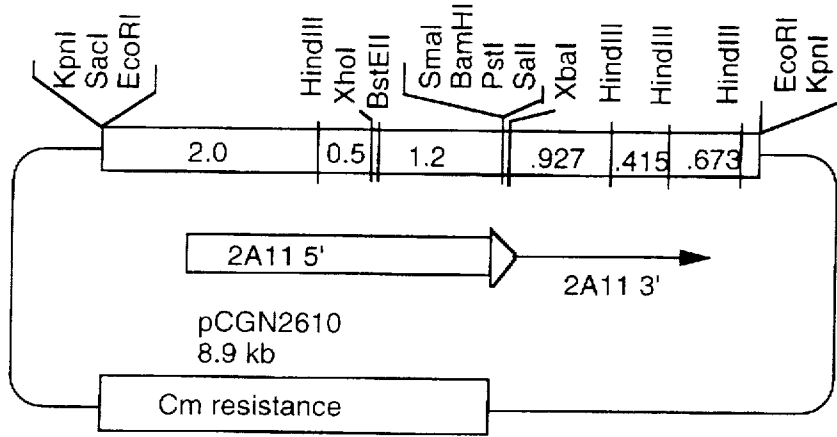 KpnI
SacI
EcoRI
HindIII
XhoI
BstEII
SmaI
BamHI
PstI
SalI
XbaI
HindIII
HindIII
HindIII
EcoRI
KpnI
2.0
0.5
1.2
.927
.415
.673
2A11 5'
2A11 3'
pCGN2610
8.9 kb
Cm resistance